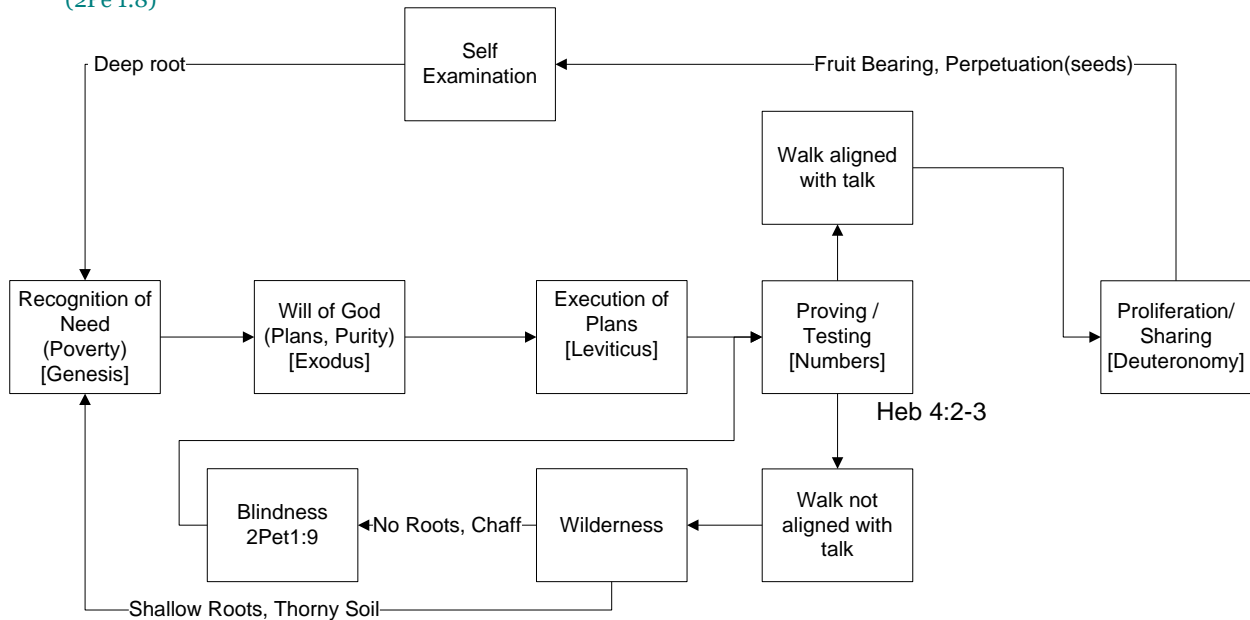 (2Pe 1:8)
Self
Examination
Deep root
Fruit Bearing, Perpetuation(seeds)
Walk aligned
with talk
Recognition of
Need
(Poverty)
[Genesis]
Will of God
(Plans, Purity)
[Exodus]
Execution of
Plans
[Leviticus]
Proving /
Testing
[Numbers]
Proliferation/
Sharing
[Deuteronomy]
Heb 4:2-3
Blindness
2Pet1:9
No Roots, Chaff
Wilderness
Walk not
aligned with
talk
Shallow Roots, Thorny Soil